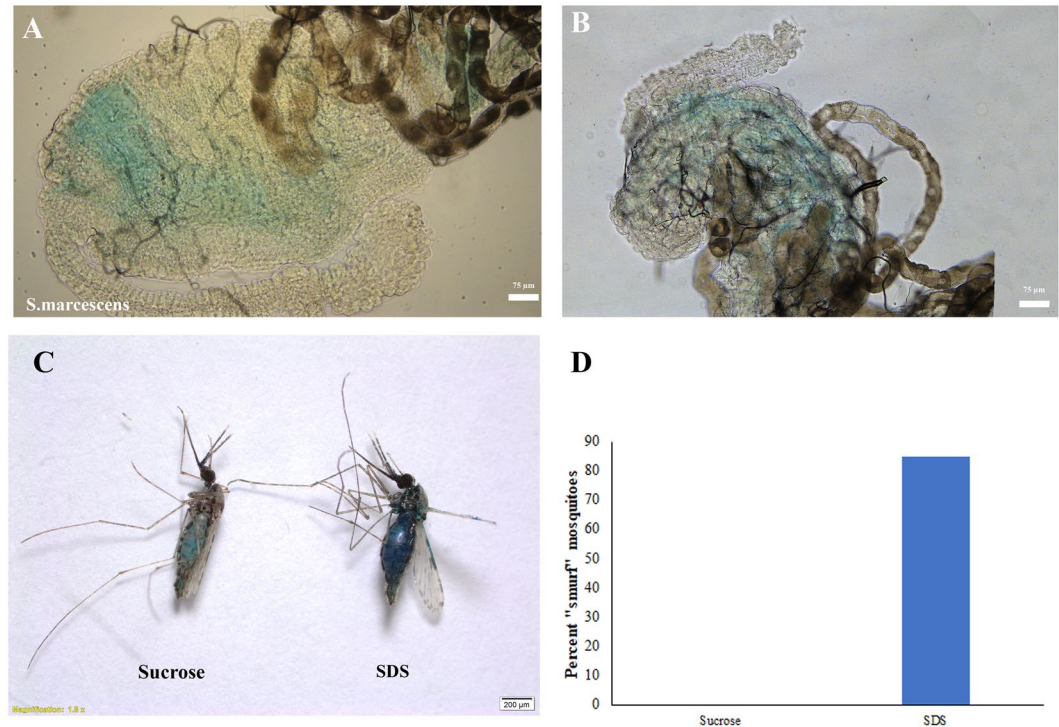 A
75 µm
S.marcescens
B
75 µm
C
Sucrose
SDS
Magnification: 1.8 x
200 µm
D
Percent "smurf" mosquitoes
90
80
70
60
50
40
30
20
10
0
Sucrose
SDS